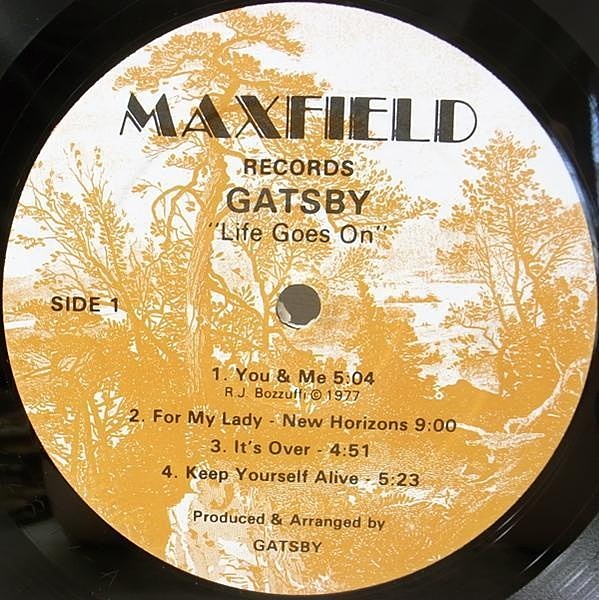 MAXFIELD
RECORDS
GATSBY
"Life Goes On"
SIDE 1
1. You & Me 5:04
R.J. Bozzuffi © 1977
2. For My Lady - New Horizons 9:00
3. It's Over - 4:51
4. Keep Yourself Alive - 5:23
Produced & Arranged by
GATSBY